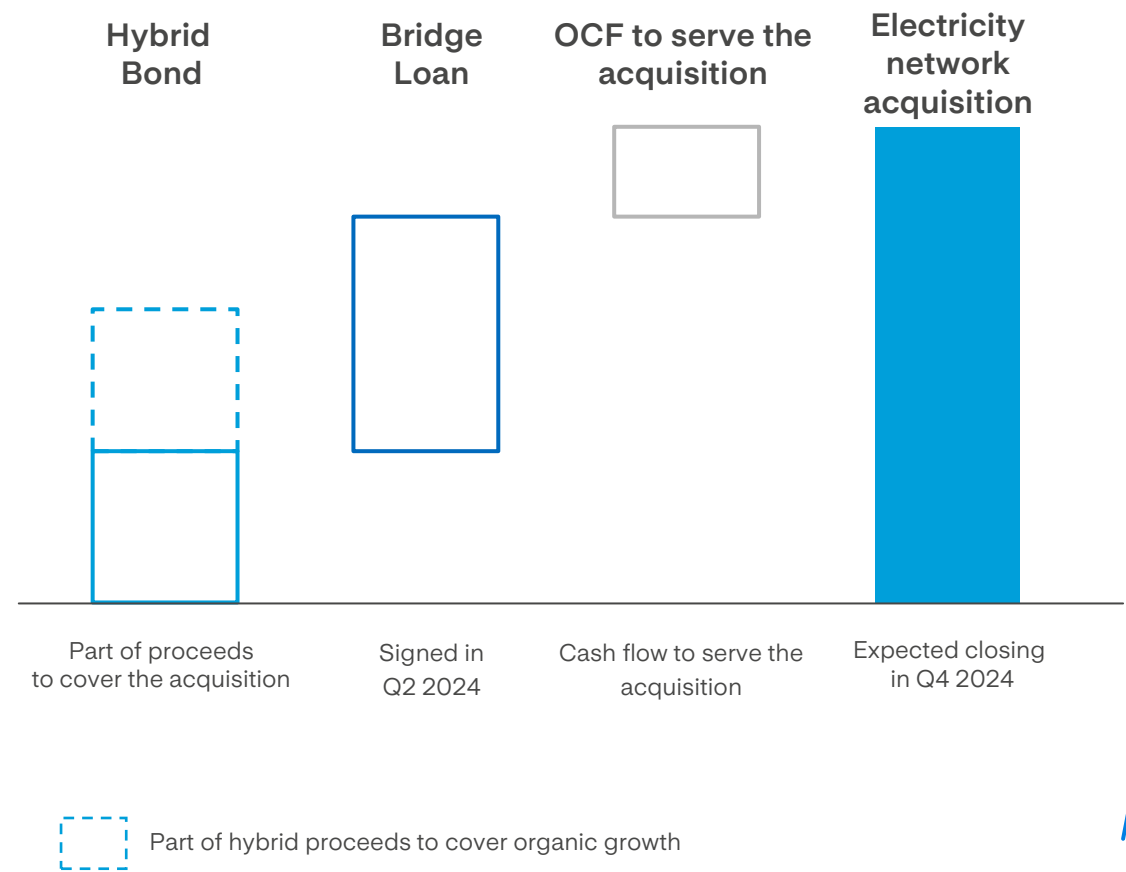 Hybrid
Bond
Bridge
Loan
OCF to serve the
acquisition
Electricity
network
acquisition
Part of proceeds
to cover the acquisition
Signed in
Q2 2024
Cash flow to serve the
acquisition
Expected closing
in Q4 2024
Part of hybrid proceeds to cover organic growth